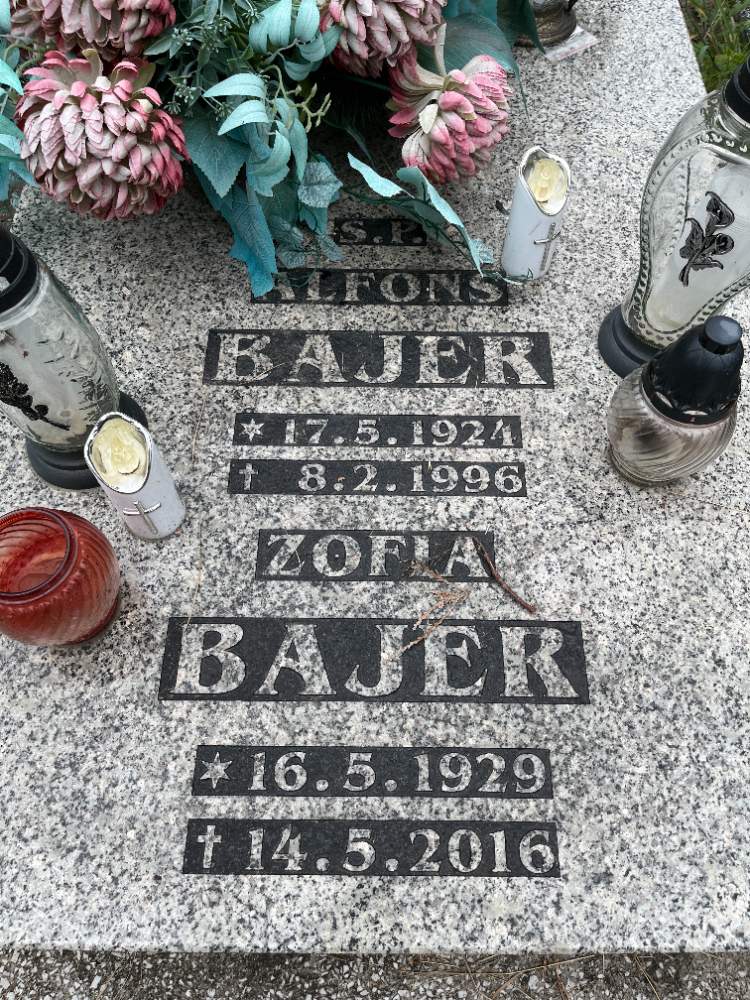 S.P.
ALFONS
BAJER
* 17.5.1924
† 8.2.1996
ZOFIA
BAJER
* 16.5.1929
† 14.5.2016